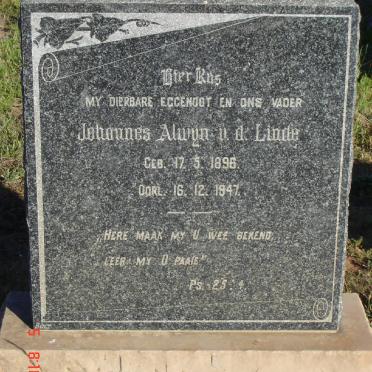 Hier Rus
MY DIERBARE EGGENOOT EN ONS VADER
Johannes Alwyn v. d. Linde
GEB. 17. 5. 1896
OORL. 16. 12. 1947.
„HERE MAAK MY U WEË BEKEND,
LEER MY U PAAIE"
PS. 25 : 4